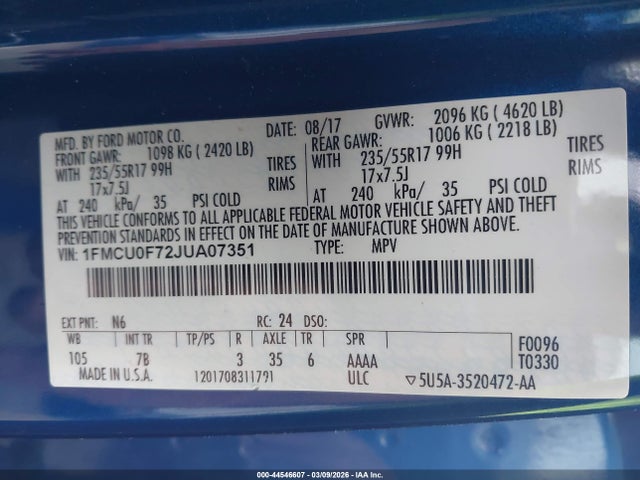 MFD. BY FORD MOTOR CO.
DATE: 08/17 GVWR: 2096 KG ( 4620 LB)
FRONT GAWR: 1098 KG ( 2420 LB)
REAR GAWR: 1006 KG ( 2218 LB)
WITH 235/55R17 99H TIRES
17x7.5J RIMS
AT 240 kPa/ 35 PSI COLD
WITH 235/55R17 99H TIRES
17x7.5J RIMS
AT 240 kPa/ 35 PSI COLD
THIS VEHICLE CONFORMS TO ALL APPLICABLE FEDERAL MOTOR VEHICLE SAFETY AND THEFT
PREVENTION STANDARDS IN EFFECT ON THE DATE OF MANUFACTURE SHOWN ABOVE.
VIN: 1FMCU0F72JUA07351 TYPE: MPV
EXT PNT: N6 RC: 24 DSO:
WB INT TR TP/PS R AXLE TR SPR
105 7B 3 35 6 AAAA
F0096
T0330
MADE IN U.S.A. 1201708311791 ULC ▽5U5A-3520472-AA
000-44546607 - 03/09/2026 - IAA Inc.